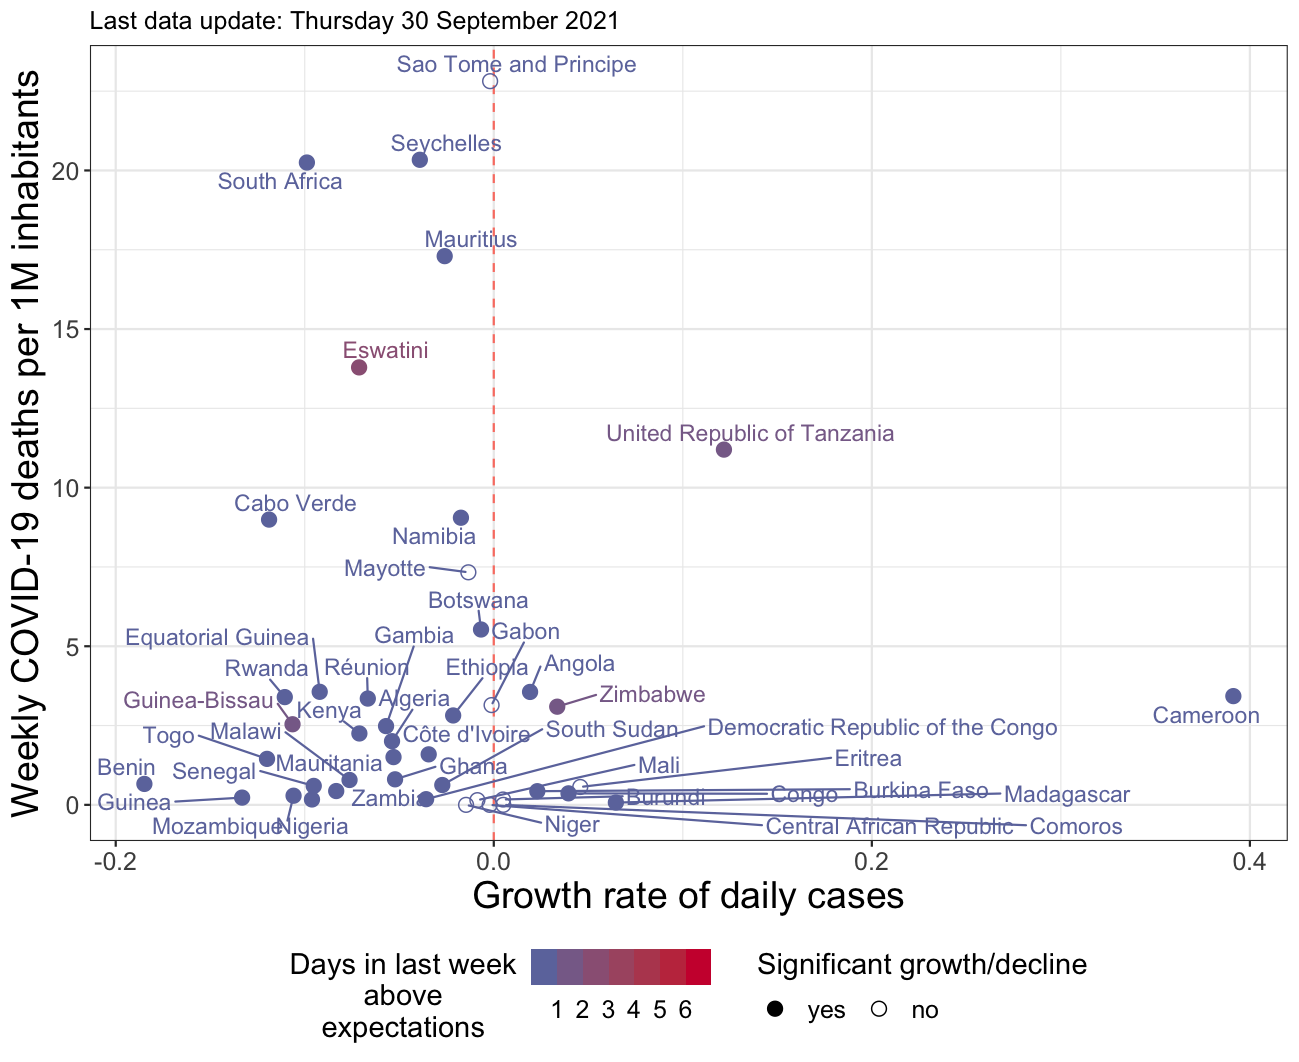 Last data update: Thursday 30 September 2021
Weekly COVID-19 deaths per 1M inhabitants
20
15
10
5
0
Sao Tome and Principe
Seychelles
South Africa
Mauritius
Eswatini
United Republic of Tanzania
Cabo Verde
Namibia
Mayotte
Botswana
Gabon
Equatorial Guinea
Gambia
Rwanda
Réunion
Ethiopia
Angola
Guinea-Bissau
Algeria
Zimbabwe
Kenya
Cameroon
Togo
Malawi
Côte d'Ivoire
South Sudan
Democratic Republic of the Congo
Benin
Senegal
Mauritania
Ghana
Mali
Eritrea
Guinea
Zambia
Burundi
Congo
Burkina Faso
Madagascar
Mozambique
Nigeria
Niger
Central African Republic
Comoros
-0.2
0.0
0.2
0.4
Growth rate of daily cases
Days in last week
above
expectations
1 2 3 4 5 6
Significant growth/decline
yes
no